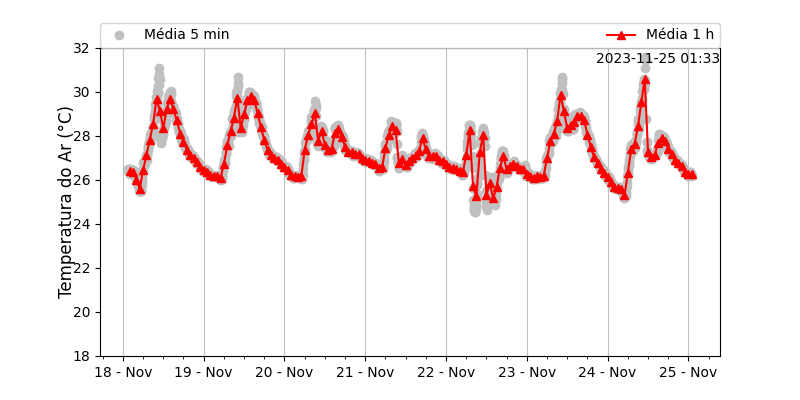 Média 5 min
Média 1 h
2023-11-25 01:33
Temperatura do Ar (°C)
32
30
28
26
24
22
20
18
18 - Nov
19 - Nov
20 - Nov
21 - Nov
22 - Nov
23 - Nov
24 - Nov
25 - Nov